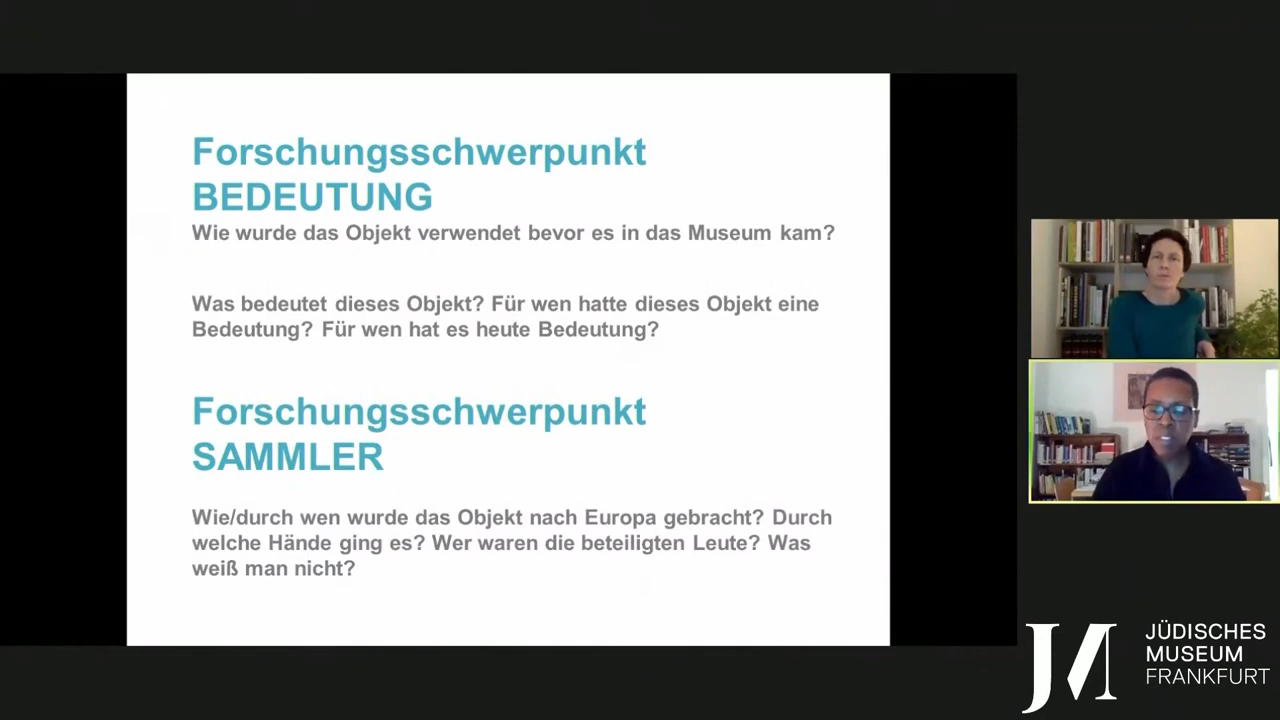 Forschungsschwerpunkt
BEDEUTUNG
Wie wurde das Objekt verwendet bevor es in das Museum kam?
Was bedeutet dieses Objekt? Für wen hatte dieses Objekt eine
Bedeutung? Für wen hat es heute Bedeutung?
Forschungsschwerpunkt
SAMMLER
Wie/durch wen wurde das Objekt nach Europa gebracht? Durch
welche Hände ging es? Wer waren die beteiligten Leute? Was
weiß man nicht?
JM
JÜDISCHES
MUSEUM
FRANKFURT